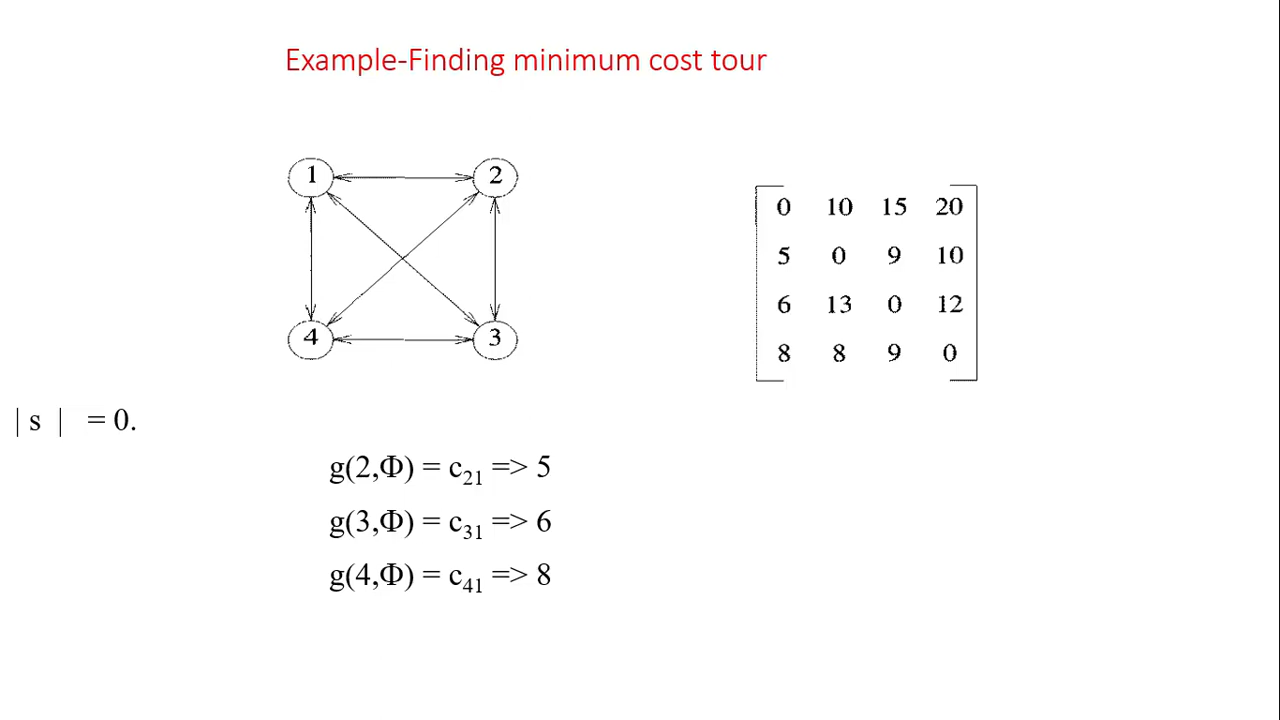 Example-Finding minimum cost tour
1 2
4 3
0 10 15 20
5 0 9 10
6 13 0 12
8 8 9 0
| s | = 0.
g(2,Φ) = c21 => 5
g(3,Φ) = c31 => 6
g(4,Φ) = c41 => 8